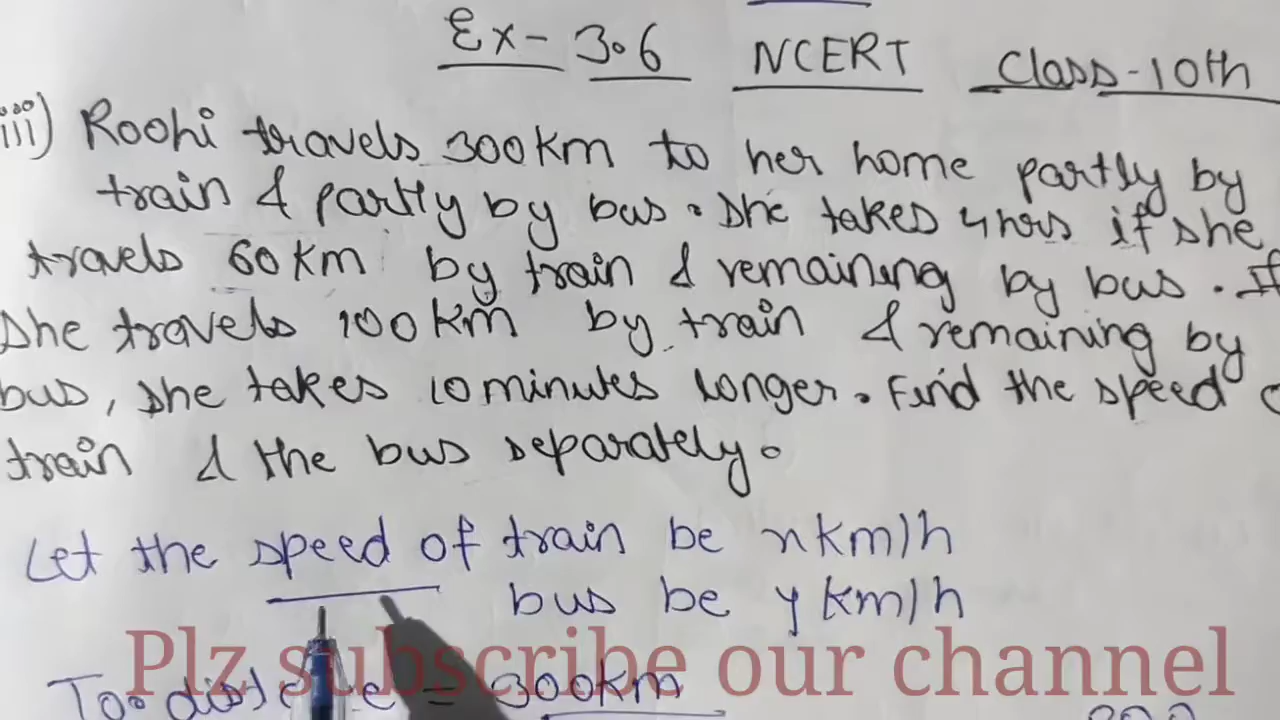 Ex- 3.6 NCERT Class-10th
iii) Roohi travels 300km to her home partly by
train & partly by bus. She takes 4hrs if she
travels 60km by train & remaining by bus. If
she travels 100km by train & remaining by
bus, she takes 10 minutes longer. Find the speed
train & the bus separately.
Let the speed of train be x km/h
bus be y km/h
Plz subscribe our channel
= 300km